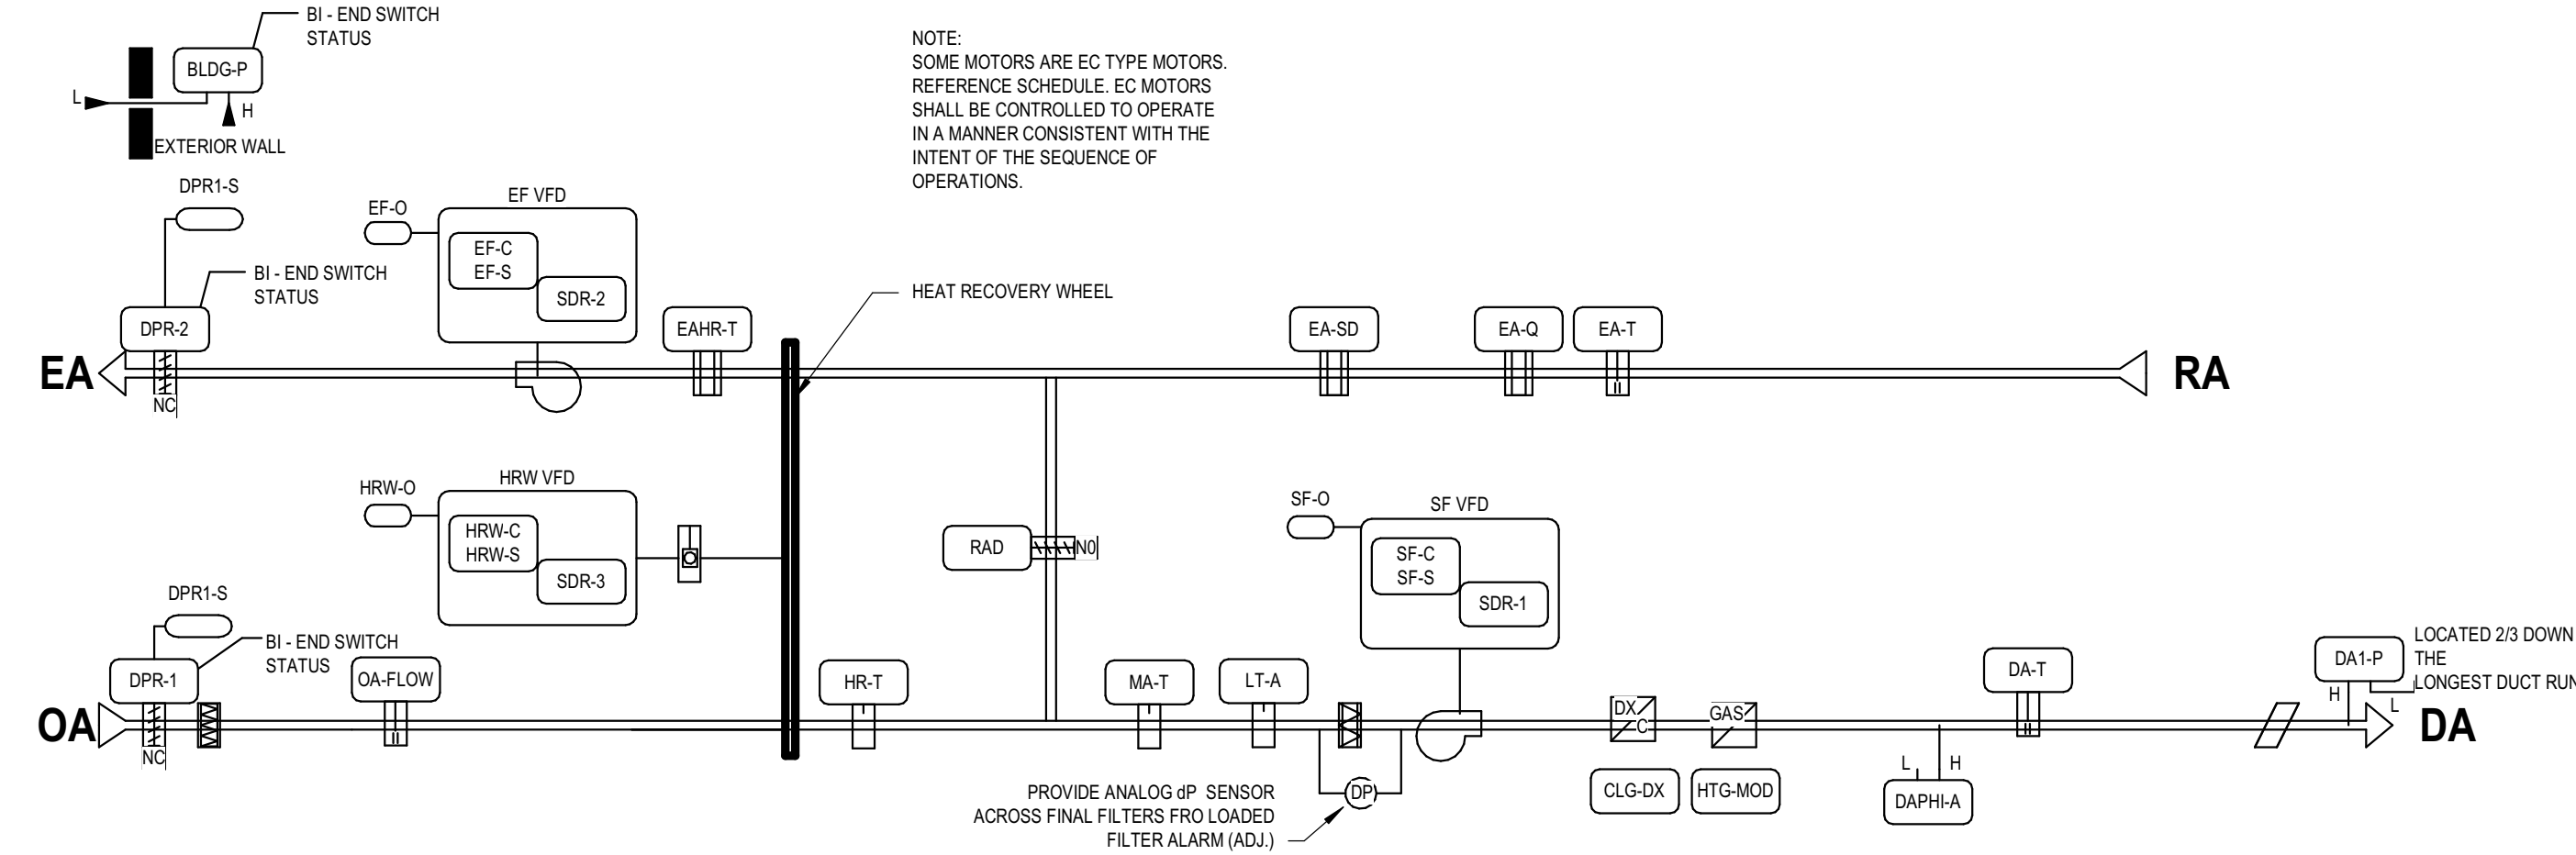 BI - END SWITCH
STATUS
BLDG-P
L
H
EXTERIOR WALL
NOTE:
SOME MOTORS ARE EC TYPE MOTORS.
REFERENCE SCHEDULE. EC MOTORS
SHALL BE CONTROLLED TO OPERATE
IN A MANNER CONSISTENT WITH THE
INTENT OF THE SEQUENCE OF
OPERATIONS.
DPR1-S
BI - END SWITCH
STATUS
DPR-2
EA
NC
EF-O
EF VFD
EF-C
EF-S
SDR-2
EAHR-T
HEAT RECOVERY WHEEL
EA-SD
EA-Q
EA-T
RA
HRW-O
HRW VFD
HRW-C
HRW-S
SDR-3
RAD
N0
SF-O
SF VFD
SF-C
SF-S
SDR-1
DPR1-S
BI - END SWITCH
STATUS
DPR-1
OA-FLOW
OA
NC
HR-T
MA-T
LT-A
PROVIDE ANALOG dP SENSOR
ACROSS FINAL FILTERS FRO LOADED
FILTER ALARM (ADJ.)
DP
DX
C
GAS
CLG-DX
HTG-MOD
L
H
DAPHI-A
DA-T
DA1-P
H
L
LOCATED 2/3 DOWN
THE
LONGEST DUCT RUN
DA